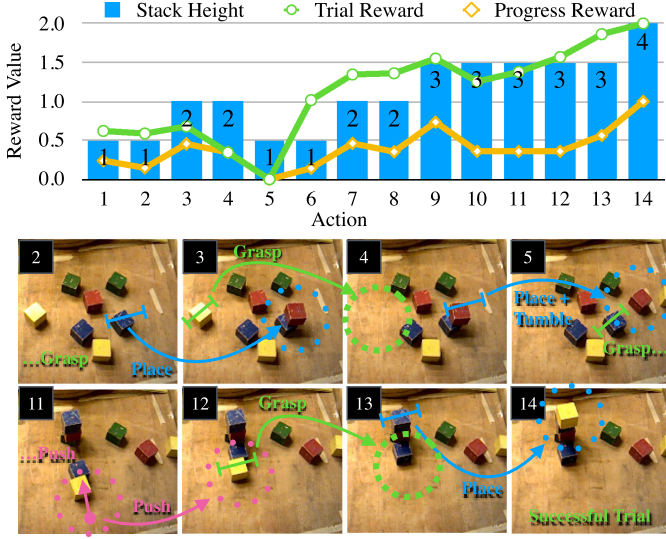 Stack Height Trial Reward Progress Reward
Reward Value
2.0
1.5
1.0
0.5
0.0
1 1 2 2 1 1 2 2 3 3 3 3 3 4
1 2 3 4 5 6 7 8 9 10 11 12 13 14
Action
2 3 4 5
Grasp
Place +
Tumble
...Grasp Place Grasp...
11 12 13 14
Grasp
...Push
Push Place
Successful Trial